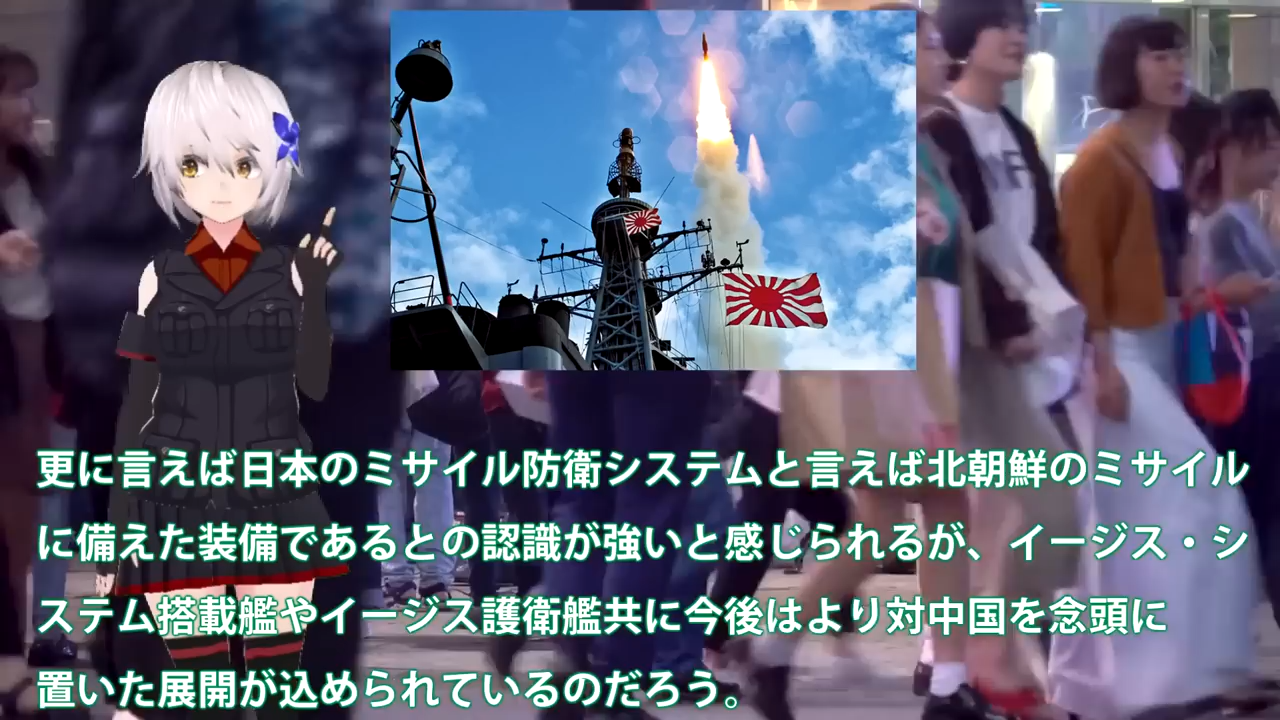 更に言えば日本のミサイル防衛システムと言えば北朝鮮のミサイル
に備えた装備であるとの認識が強いと感じられるが、イージス・シ
ステム搭載艦やイージス護衛艦共に今後はより対中国を念頭に
置いた展開が込められているのだろう。